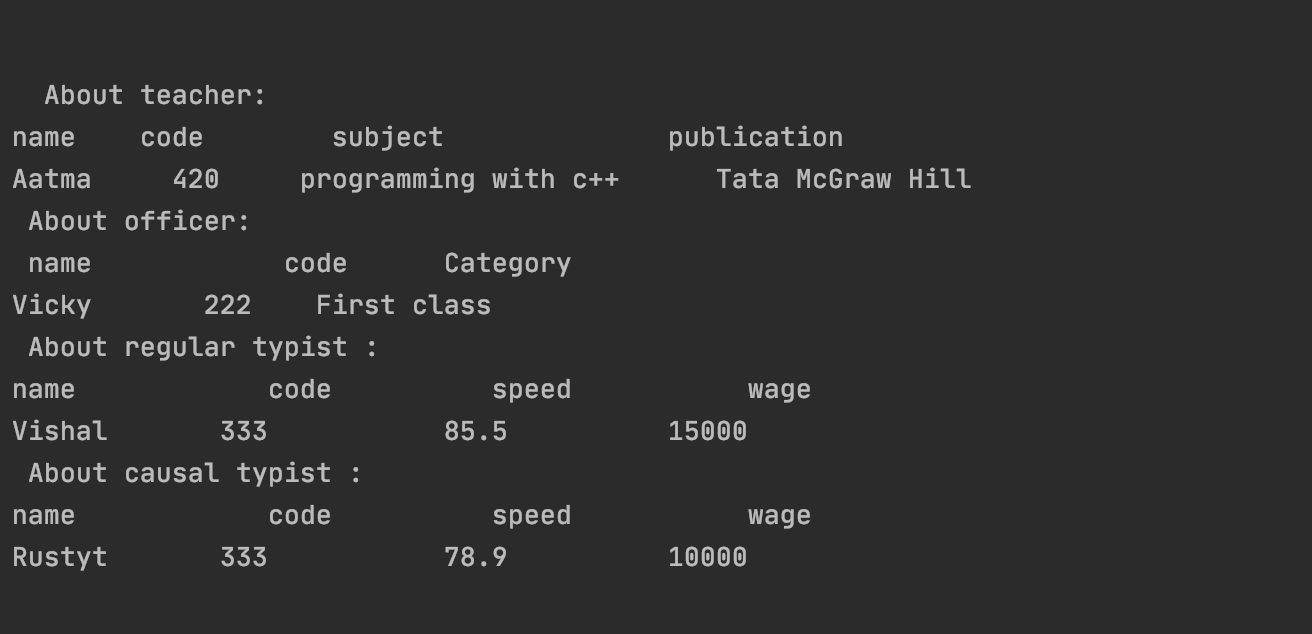 About teacher:
name code subject publication
Aatma 420 programming with c++ Tata McGraw Hill
About officer:
name code Category
Vicky 222 First class
About regular typist :
name code speed wage
Vishal 333 85.5 15000
About causal typist :
name code speed wage
Rustyt 333 78.9 10000